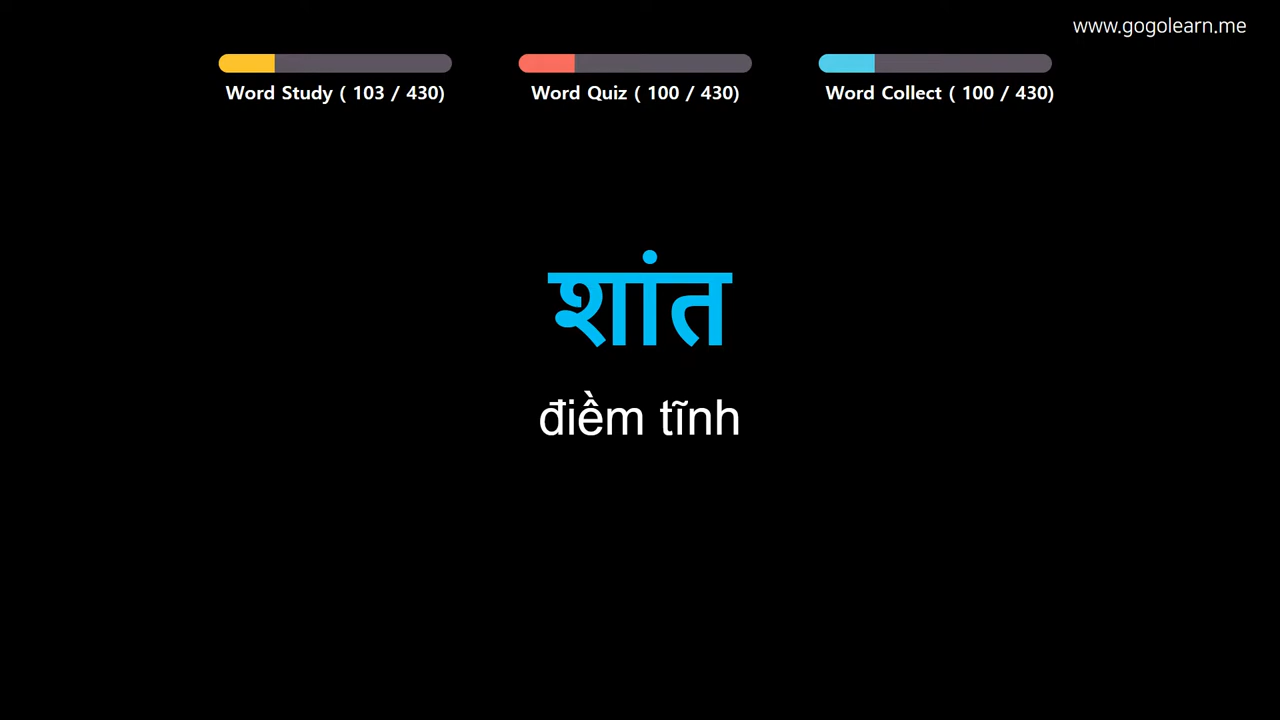 www.gogolearn.me
Word Study ( 103 / 430)
Word Quiz ( 100 / 430)
Word Collect ( 100 / 430)
शांत
điềm tĩnh